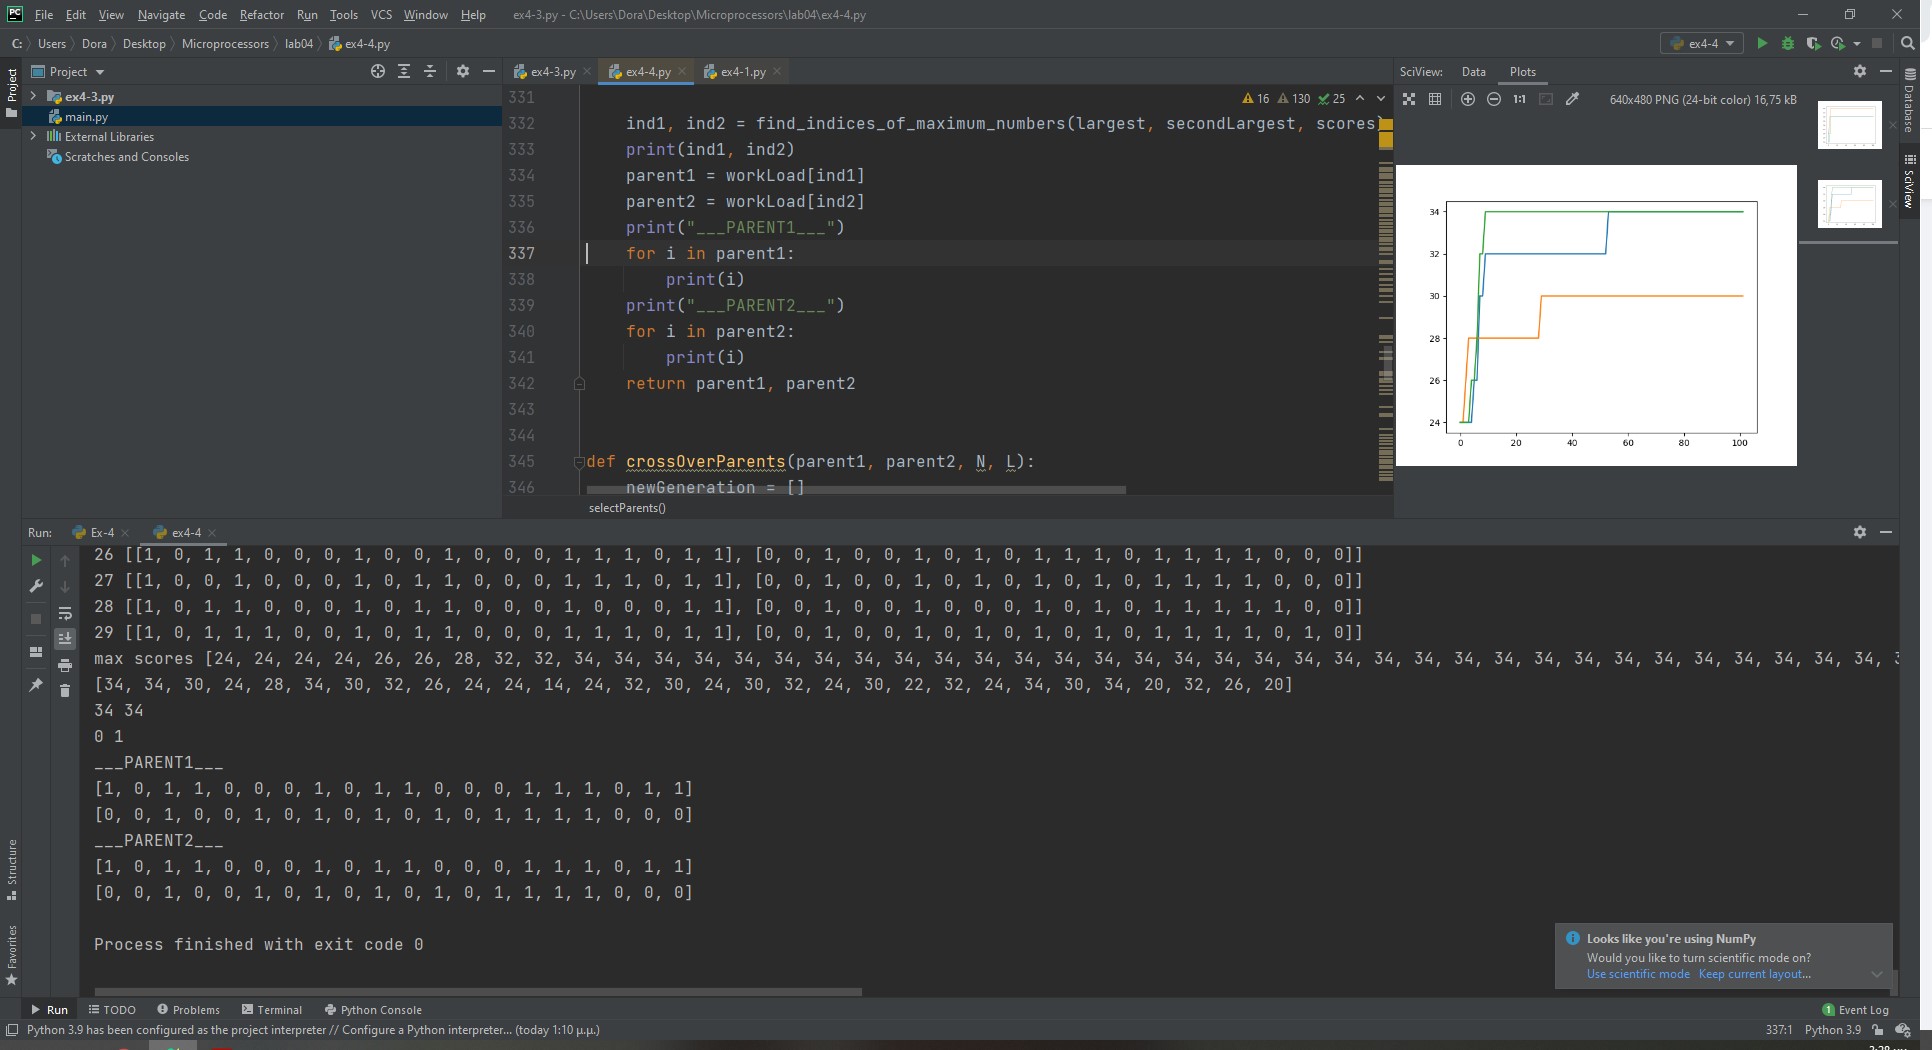 PC File Edit View Navigate Code Refactor Run Tools VCS Window Help ex4-3.py - C:\Users\Dora\Desktop\Microprocessors\lab04\ex4-4.py
C: Users Dora Desktop Microprocessors lab04 ex4-4.py ex4-4
Project
Project
ex4-3.py
main.py
External Libraries
Scratches and Consoles
ex4-3.py ex4-4.py ex4-1.py
16 130 25
331
332 ind1, ind2 = find_indices_of_maximum_numbers(largest, secondLargest, scores)
333 print(ind1, ind2)
334 parent1 = workLoad[ind1]
335 parent2 = workLoad[ind2]
336 print("___PARENT1___")
337 for i in parent1:
338 print(i)
339 print("___PARENT2___")
340 for i in parent2:
341 print(i)
342 return parent1, parent2
343
344
345 def crossOverParents(parent1, parent2, N, L):
346 newGeneration = []
selectParents()
SciView: Data Plots
1:1 640x480 PNG (24-bit color) 16,75 kB
34
32
30
28
26
24
0 20 40 60 80 100
Database
SciView
Run: Ex-4 ex4-4
26 [[1, 0, 1, 1, 0, 0, 0, 1, 0, 0, 1, 0, 0, 0, 1, 1, 1, 0, 1, 1], [0, 0, 1, 0, 0, 1, 0, 1, 0, 1, 1, 1, 0, 1, 1, 1, 1, 0, 0, 0]]
27 [[1, 0, 0, 1, 0, 0, 0, 1, 0, 1, 1, 0, 0, 0, 1, 1, 1, 0, 1, 1], [0, 0, 1, 0, 0, 1, 0, 1, 0, 1, 0, 1, 0, 1, 1, 1, 1, 0, 0, 0]]
28 [[1, 0, 1, 1, 0, 0, 0, 1, 0, 1, 1, 0, 0, 0, 1, 0, 0, 0, 1, 1], [0, 0, 1, 0, 0, 1, 0, 0, 0, 1, 0, 1, 0, 1, 1, 1, 1, 1, 0, 0]]
29 [[1, 0, 1, 1, 1, 0, 0, 1, 0, 1, 1, 0, 0, 0, 1, 1, 1, 0, 1, 1], [0, 0, 1, 0, 0, 1, 0, 1, 0, 1, 0, 1, 0, 1, 1, 1, 1, 0, 1, 0]]
max scores [24, 24, 24, 24, 26, 26, 28, 32, 32, 34, 34, 34, 34, 34, 34, 34, 34, 34, 34, 34, 34, 34, 34, 34, 34, 34, 34, 34, 34, 34, 34, 34, 34, 34, 34, 34, 34, 34, 34, 34, 34, 34,
[34, 34, 30, 24, 28, 34, 30, 32, 26, 24, 24, 14, 24, 32, 30, 24, 30, 32, 24, 30, 22, 32, 24, 34, 30, 34, 20, 32, 26, 20]
34 34
0 1
___PARENT1___
[1, 0, 1, 1, 0, 0, 0, 1, 0, 1, 1, 0, 0, 0, 1, 1, 1, 0, 1, 1]
[0, 0, 1, 0, 0, 1, 0, 1, 0, 1, 0, 1, 0, 1, 1, 1, 1, 0, 0, 0]
___PARENT2___
[1, 0, 1, 1, 0, 0, 0, 1, 0, 1, 1, 0, 0, 0, 1, 1, 1, 0, 1, 1]
[0, 0, 1, 0, 0, 1, 0, 1, 0, 1, 0, 1, 0, 1, 1, 1, 1, 0, 0, 0]
Process finished with exit code 0
Structure
Favorites
Looks like you're using NumPy
Would you like to turn scientific mode on?
Use scientific mode Keep current layout...
Run TODO Problems Terminal Python Console 1 Event Log
Python 3.9 has been configured as the project interpreter // Configure a Python interpreter... (today 1:10 μ.μ.) 337:1 Python 3.9